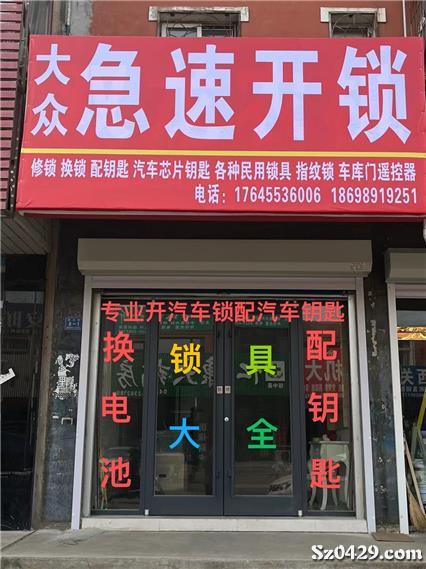 大众
急速开锁
修锁 换锁 配钥匙 汽车芯片钥匙 各种民用锁具 指纹锁 车库门遥控器
电话：17645536006 18698919251
专业开汽车锁配汽车钥匙
换电池
锁具
大全
配钥匙
Sz0429.com